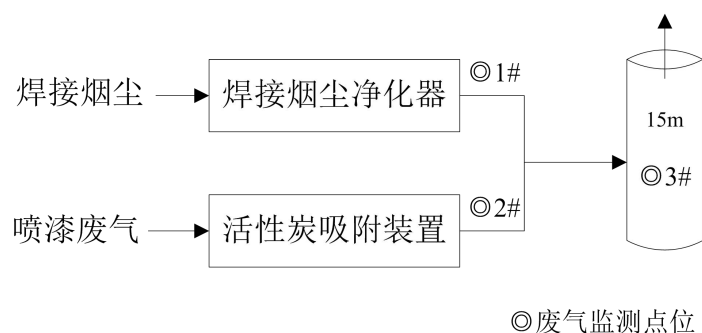 焊接烟尘
焊接烟尘净化器
◎1#
15m
◎3#
喷漆废气
活性炭吸附装置
◎2#
◎废气监测点位